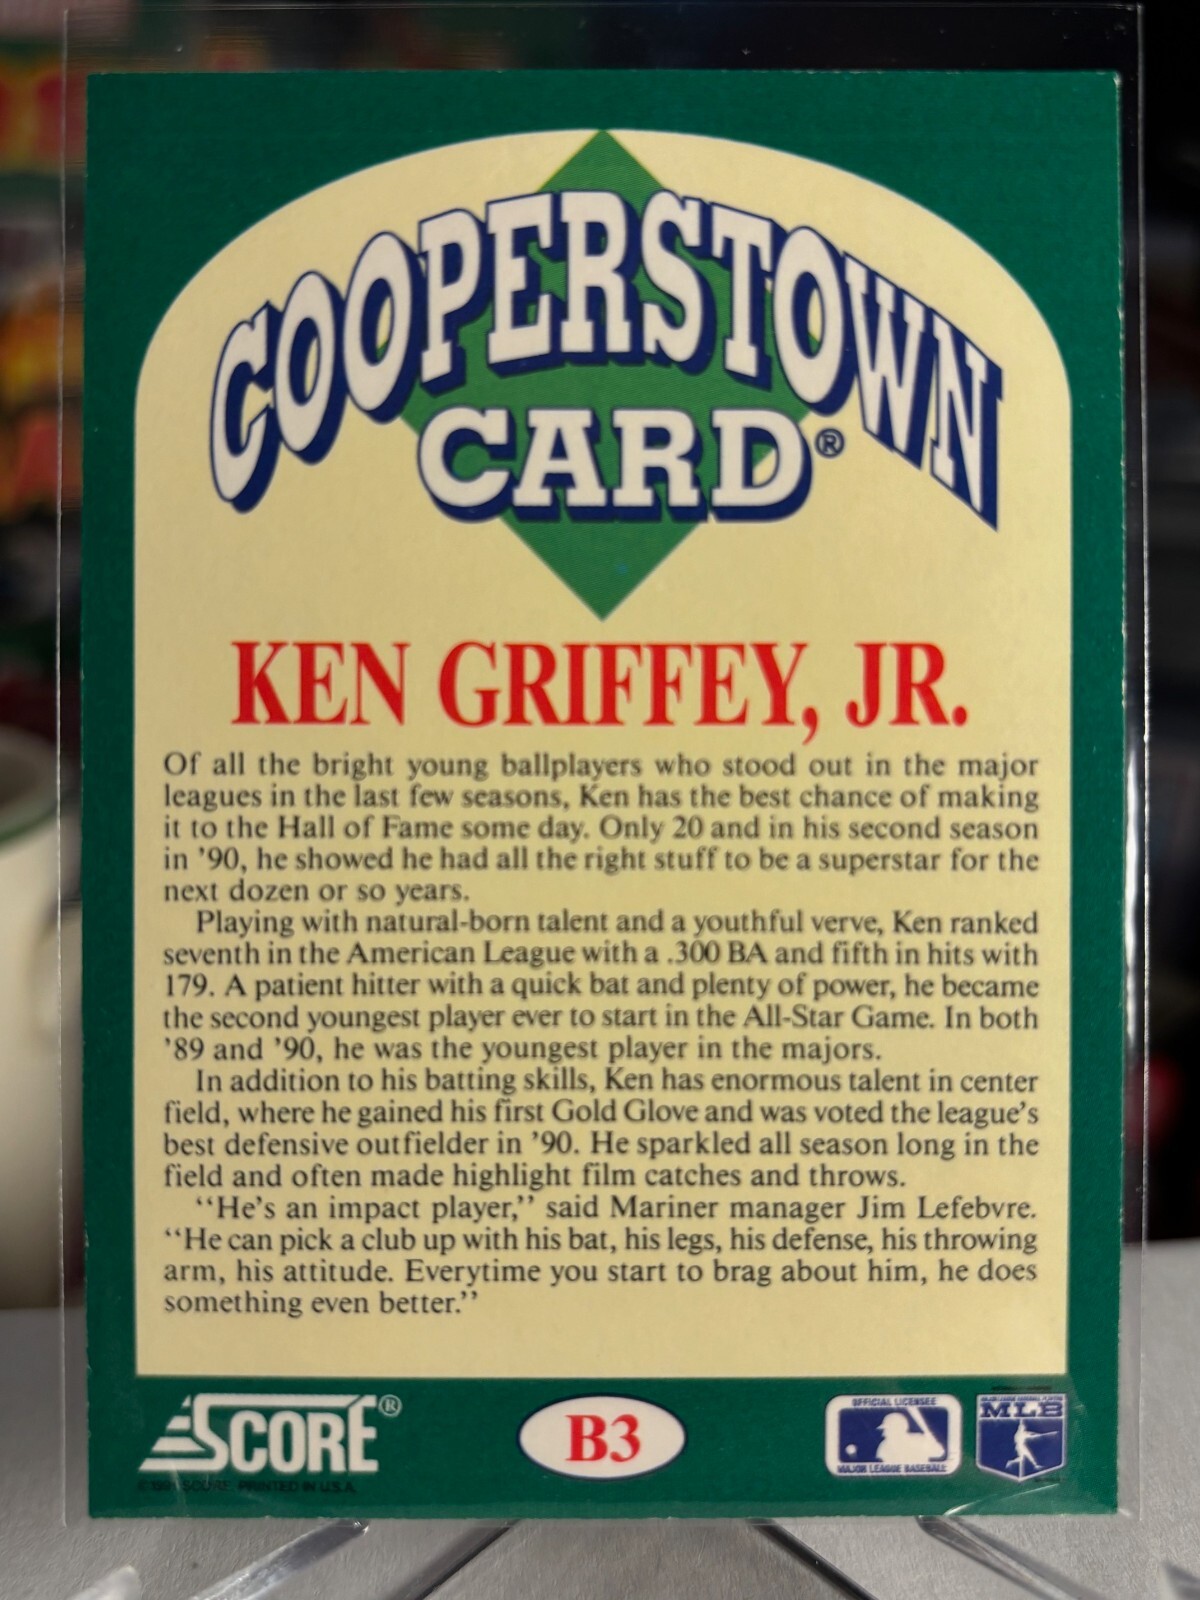 COOPERSTOWN
CARD®
KEN GRIFFEY, JR.
Of all the bright young ballplayers who stood out in the major
leagues in the last few seasons, Ken has the best chance of making
it to the Hall of Fame some day. Only 20 and in his second season
in ’90, he showed he had all the right stuff to be a superstar for the
next dozen or so years.
Playing with natural-born talent and a youthful verve, Ken ranked
seventh in the American League with a .300 BA and fifth in hits with
179. A patient hitter with a quick bat and plenty of power, he became
the second youngest player ever to start in the All-Star Game. In both
’89 and ’90, he was the youngest player in the majors.
In addition to his batting skills, Ken has enormous talent in center
field, where he gained his first Gold Glove and was voted the league’s
best defensive outfielder in ’90. He sparkled all season long in the
field and often made highlight film catches and throws.
“He’s an impact player,” said Mariner manager Jim Lefebvre.
“He can pick a club up with his bat, his legs, his defense, his throwing
arm, his attitude. Everytime you start to brag about him, he does
something even better.”
SCORE®
SCORE. PRINTED IN U.S.A.
B3
OFFICIAL LICENSEE
MAJOR LEAGUE BASEBALL
MLB